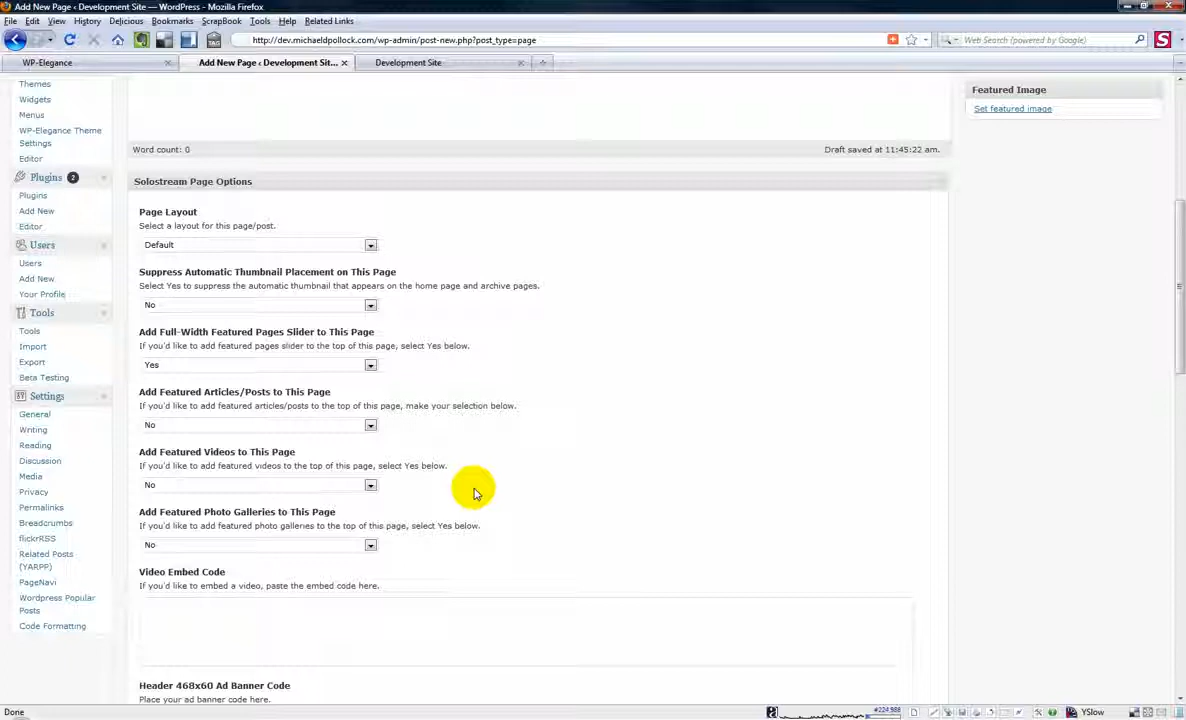 Add New Page ‹ Development Site — WordPress - Mozilla Firefox
File Edit View History Delicious Bookmarks ScrapBook Tools Help Related Links
http://dev.michaeldpollock.com/wp-admin/post-new.php?post_type=page
Web Search (powered by Google)
WP-Elegance
Add New Page ‹ Development Sit...
Development Site
Themes
Widgets
Menus
WP-Elegance Theme
Settings
Editor
Plugins 2
Plugins
Add New
Editor
Users
Users
Add New
Your Profile
Tools
Tools
Import
Export
Beta Testing
Settings
General
Writing
Reading
Discussion
Media
Privacy
Permalinks
Breadcrumbs
flickrRSS
Related Posts
(YARPP)
PageNavi
Wordpress Popular
Posts
Code Formatting
Word count: 0
Draft saved at 11:45:22 am.
Solostream Page Options
Page Layout
Select a layout for this page/post.
Default
Suppress Automatic Thumbnail Placement on This Page
Select Yes to suppress the automatic thumbnail that appears on the home page and archive pages.
No
Add Full-Width Featured Pages Slider to This Page
If you'd like to add featured pages slider to the top of this page, select Yes below.
Yes
Add Featured Articles/Posts to This Page
If you'd like to add featured articles/posts to the top of this page, make your selection below.
No
Add Featured Videos to This Page
If you'd like to add featured videos to the top of this page, select Yes below.
No
Add Featured Photo Galleries to This Page
If you'd like to add featured photo galleries to the top of this page, select Yes below.
No
Video Embed Code
If you'd like to embed a video, paste the embed code here.
Header 468x60 Ad Banner Code
Place your ad banner code here.
Featured Image
Set featured image
Done
#224,988
YSlow